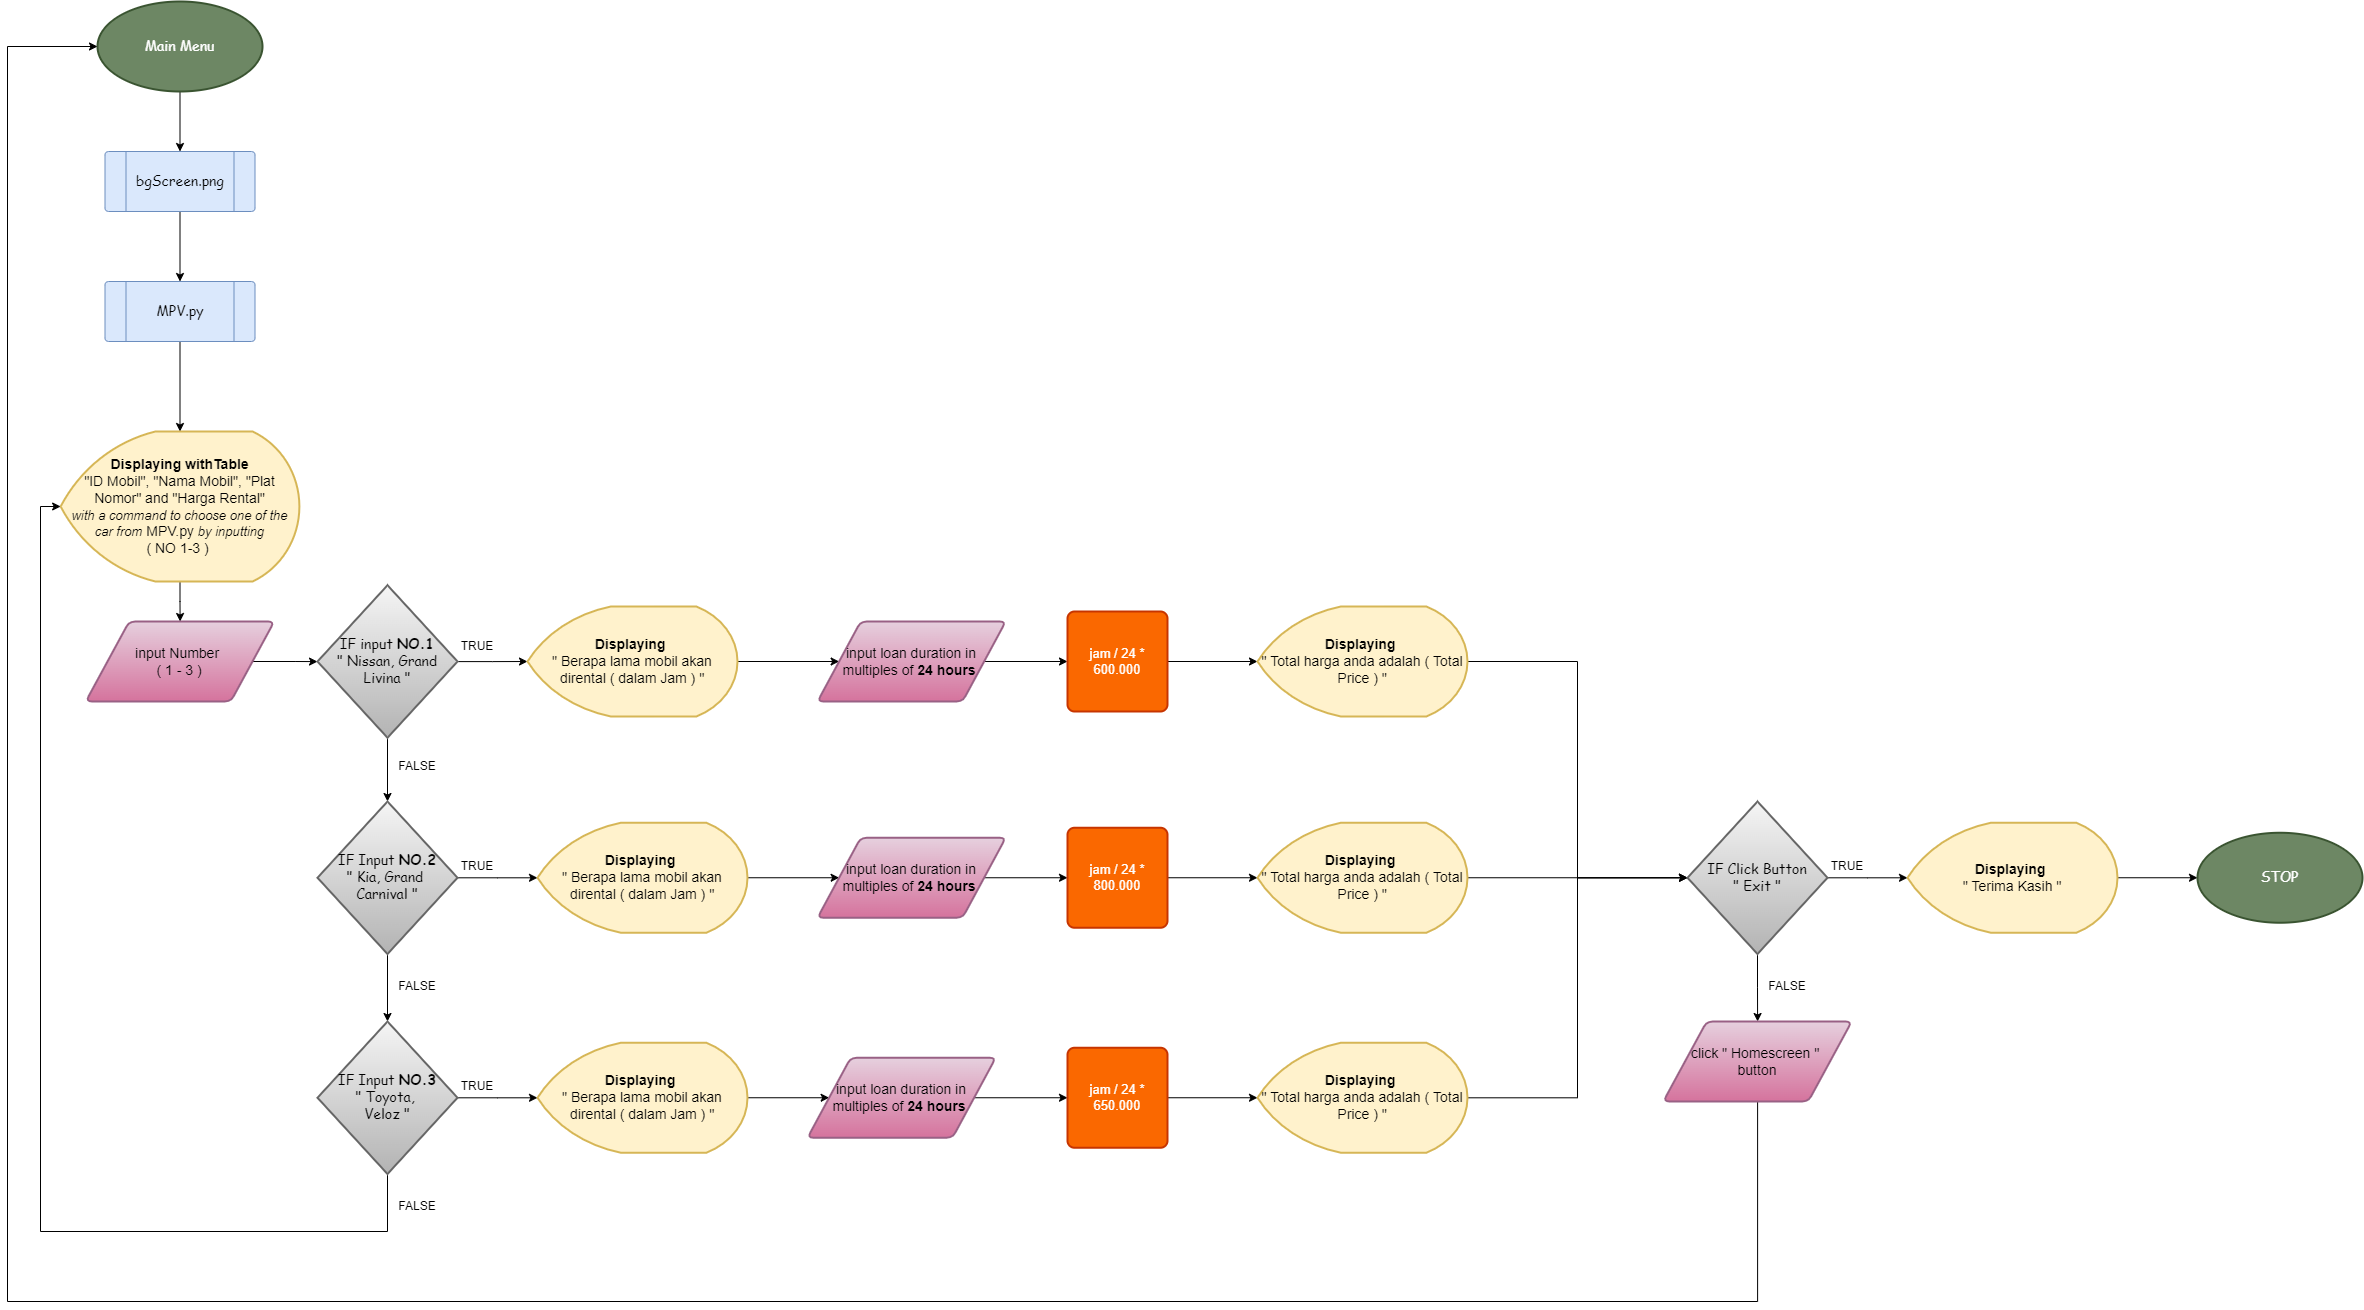 Main Menu
bgScreen.png
MPV.py
Displaying withTable
"ID Mobil", "Nama Mobil", "Plat
Nomor" and "Harga Rental"
with a command to choose one of the
car from MPV.py by inputting
( NO 1-3 )
input Number
( 1 - 3 )
IF input NO.1
" Nissan, Grand
Livina "
TRUE
Displaying
" Berapa lama mobil akan
dirental ( dalam Jam ) "
input loan duration in
multiples of 24 hours
jam / 24 *
600.000
Displaying
" Total harga anda adalah ( Total
Price ) "
FALSE
IF Input NO.2
" Kia, Grand
Carnival "
TRUE
Displaying
" Berapa lama mobil akan
dirental ( dalam Jam ) "
input loan duration in
multiples of 24 hours
jam / 24 *
800.000
Displaying
" Total harga anda adalah ( Total
Price ) "
IF Click Button
" Exit "
TRUE
Displaying
" Terima Kasih "
STOP
FALSE
FALSE
IF Input NO.3
" Toyota,
Veloz "
TRUE
Displaying
" Berapa lama mobil akan
dirental ( dalam Jam ) "
input loan duration in
multiples of 24 hours
jam / 24 *
650.000
Displaying
" Total harga anda adalah ( Total
Price ) "
click " Homescreen "
button
FALSE